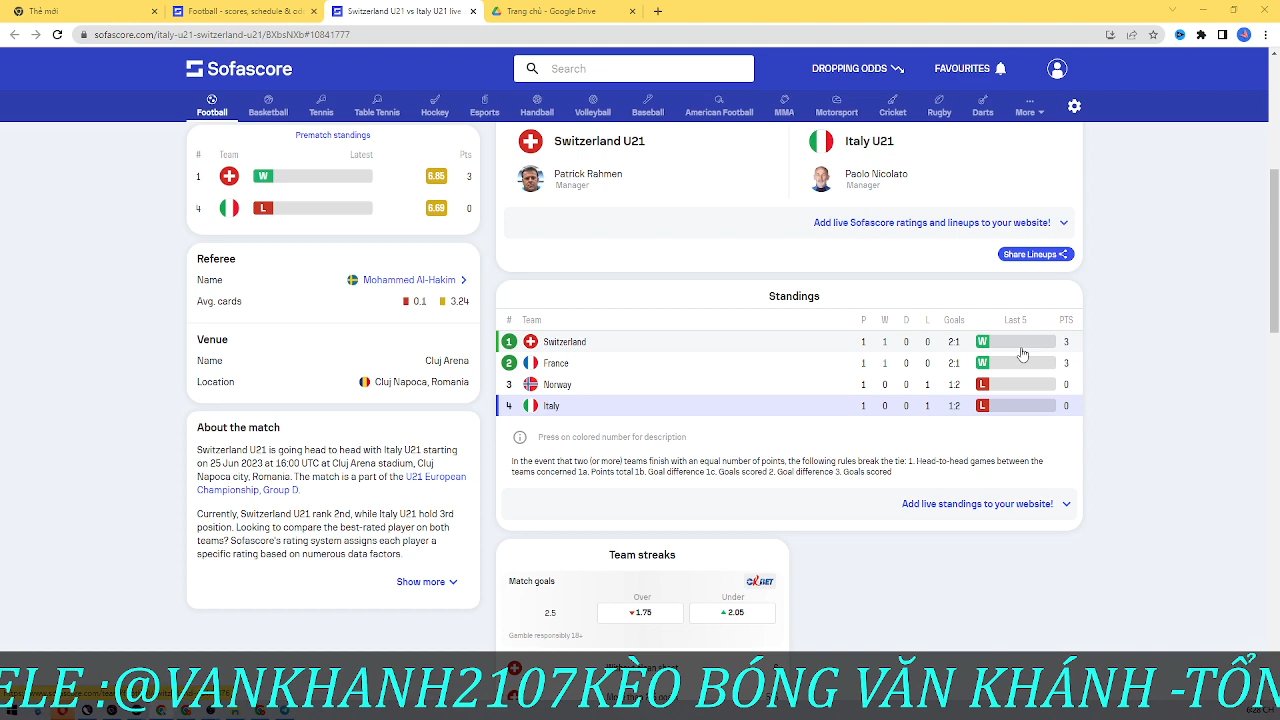 Thẻ mới
Football - scores, schedule & od
Switzerland U21 vs Italy U21 live
Trang chủ - Google Drive
sofascore.com/italy-u21-switzerland-u21/BXbsNXb#10841777
Sofascore
Search
DROPPING ODDS
FAVOURITES
Football
Basketball
Tennis
Table Tennis
Hockey
Esports
Handball
Volleyball
Baseball
American Football
MMA
Motorsport
Cricket
Rugby
Darts
More
Prematch standings
# Team Latest Pts
1 W 6.85 3
4 L 6.69 0
Referee
Name Mohammed Al-Hakim
Avg. cards 0.1 3.24
Venue
Name Cluj Arena
Location Cluj Napoca, Romania
About the match
Switzerland U21 is going head to head with Italy U21 starting
on 25 Jun 2023 at 16:00 UTC at Cluj Arena stadium, Cluj
Napoca city, Romania. The match is a part of the U21 European
Championship, Group D.
Currently, Switzerland U21 rank 2nd, while Italy U21 hold 3rd
position. Looking to compare the best-rated player on both
teams? Sofascore's rating system assigns each player a
specific rating based on numerous data factors.
Show more
Switzerland U21
Patrick Rahmen
Manager
Italy U21
Paolo Nicolato
Manager
Add live Sofascore ratings and lineups to your website!
Share Lineups
Standings
# Team P W D L Goals Last 5 PTS
1 Switzerland 1 1 0 0 2:1 W 3
2 France 1 1 0 0 2:1 W 3
3 Norway 1 0 0 1 1:2 L 0
4 Italy 1 0 0 1 1:2 L 0
Press on colored number for description
In the event that two (or more) teams finish with an equal number of points, the following rules break the tie: 1. Head-to-head games between the
teams concerned 1a. Points total 1b. Goal difference 1c. Goals scored 2. Goal difference 3. Goals scored
Add live standings to your website!
Team streaks
Match goals
Over Under
2.5 1.75 2.05
Gamble responsibly 18+
ELE :@VANKHANH2107KÈO BÓNG VĂN KHÁNH -TỔN